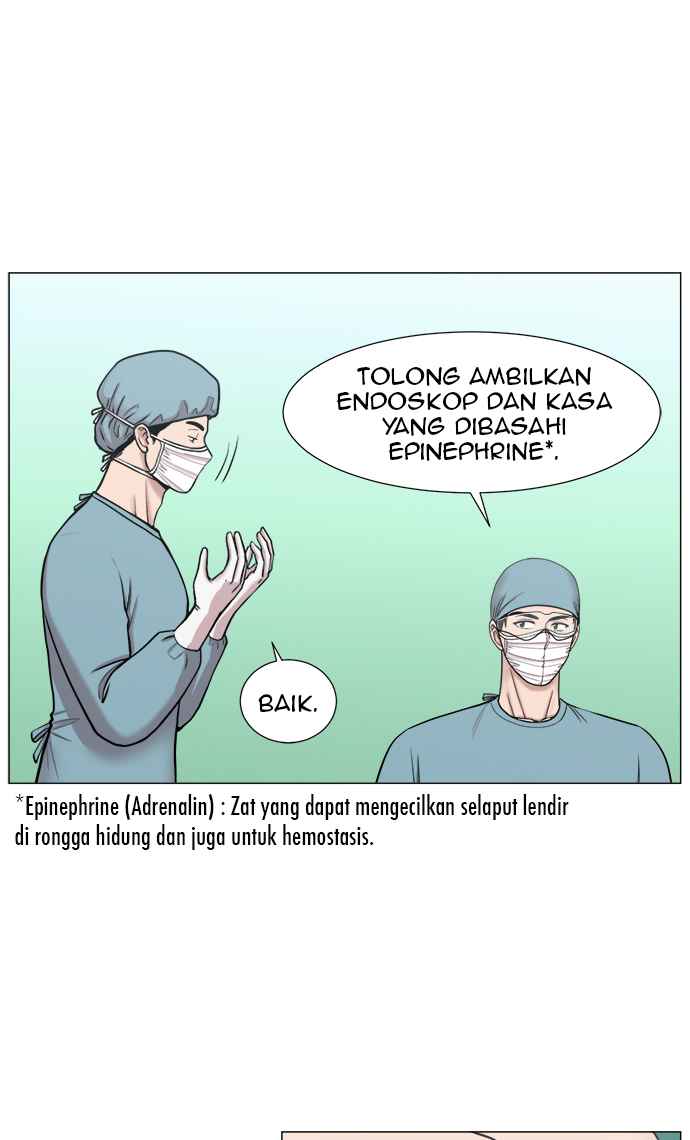 TOLONG AMBILKAN
ENDOSKOP DAN KASA
YANG DIBASAHI
EPINEPHRINE*.
BAIK.
*Epinephrine (Adrenalin) : Zat yang dapat mengecilkan selaput lendir
di rongga hidung dan juga untuk hemostasis.